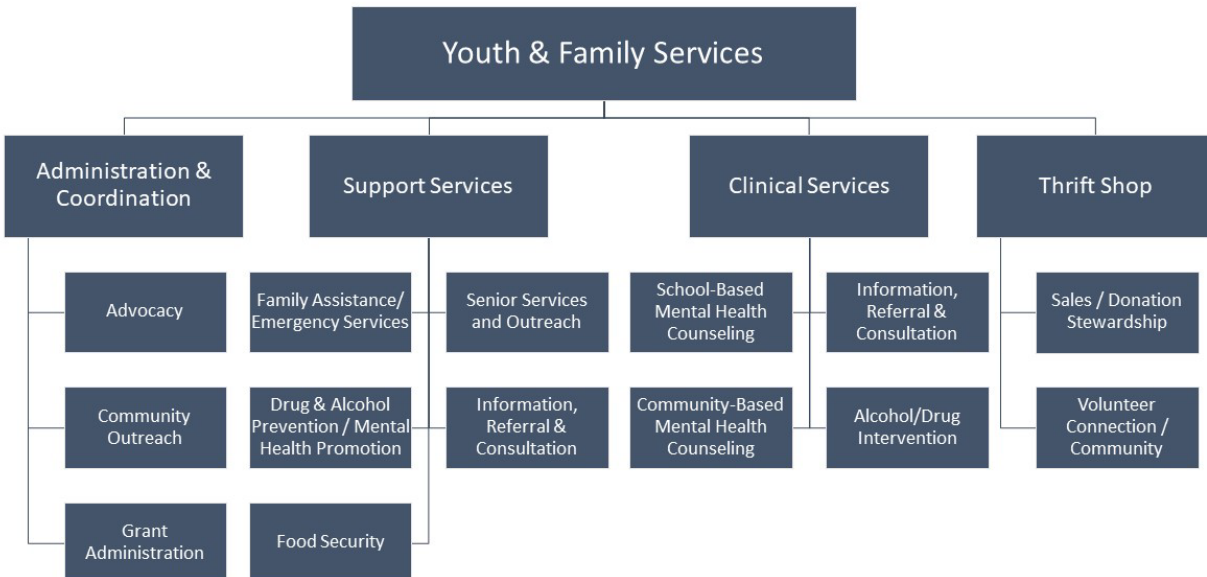 Youth & Family Services
Administration &
Coordination
Support Services
Clinical Services
Thrift Shop
Advocacy
Family Assistance/
Emergency Services
Senior Services
and Outreach
School-Based
Mental Health
Counseling
Information,
Referral &
Consultation
Sales / Donation
Stewardship
Community
Outreach
Drug & Alcohol
Prevention / Mental
Health Promotion
Information,
Referral &
Consultation
Community-Based
Mental Health
Counseling
Alcohol/Drug
Intervention
Volunteer
Connection /
Community
Grant
Administration
Food Security